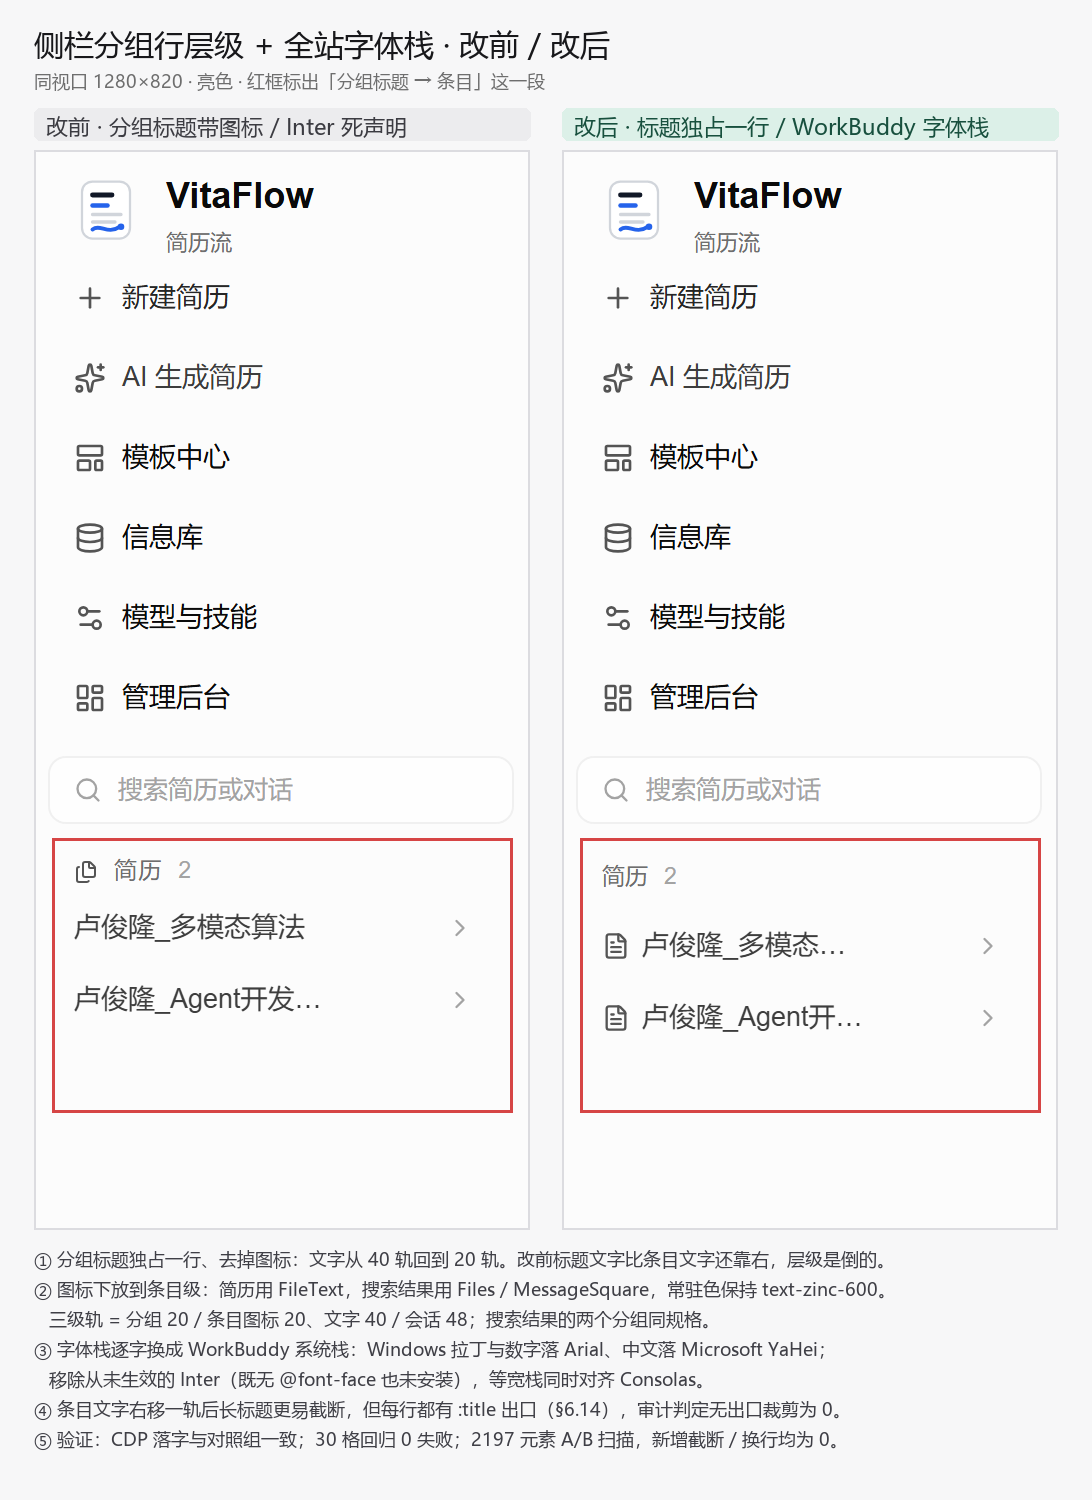 侧栏分组行层级 + 全站字体栈 · 改前 / 改后
同视口 1280×820 · 亮色 · 红框标出「分组标题 → 条目」这一段
改前 · 分组标题带图标 / Inter 死声明
VitaFlow
简历流
新建简历
AI 生成简历
模板中心
信息库
模型与技能
管理后台
搜索简历或对话
简历 2
卢俊隆_多模态算法
卢俊隆_Agent开发…
改后 · 标题独占一行 / WorkBuddy 字体栈
VitaFlow
简历流
新建简历
AI 生成简历
模板中心
信息库
模型与技能
管理后台
搜索简历或对话
简历 2
卢俊隆_多模态…
卢俊隆_Agent开…
① 分组标题独占一行、去掉图标：文字从 40 轨回到 20 轨。改前标题文字比条目文字还靠右，层级是倒的。
② 图标下放到条目级：简历用 FileText，搜索结果用 Files / MessageSquare，常驻色保持 text-zinc-600。
三级轨 = 分组 20 / 条目图标 20、文字 40 / 会话 48；搜索结果的两个分组同规格。
③ 字体栈逐字换成 WorkBuddy 系统栈：Windows 拉丁与数字落 Arial、中文落 Microsoft YaHei；
移除从未生效的 Inter（既无 @font-face 也未安装），等宽栈同时对齐 Consolas。
④ 条目文字右移一轨后长标题更易截断，但每行都有 :title 出口（§6.14），审计判定无出口裁剪为 0。
⑤ 验证：CDP 落字与对照组一致；30 格回归 0 失败；2197 元素 A/B 扫描，新增截断 / 换行均为 0。